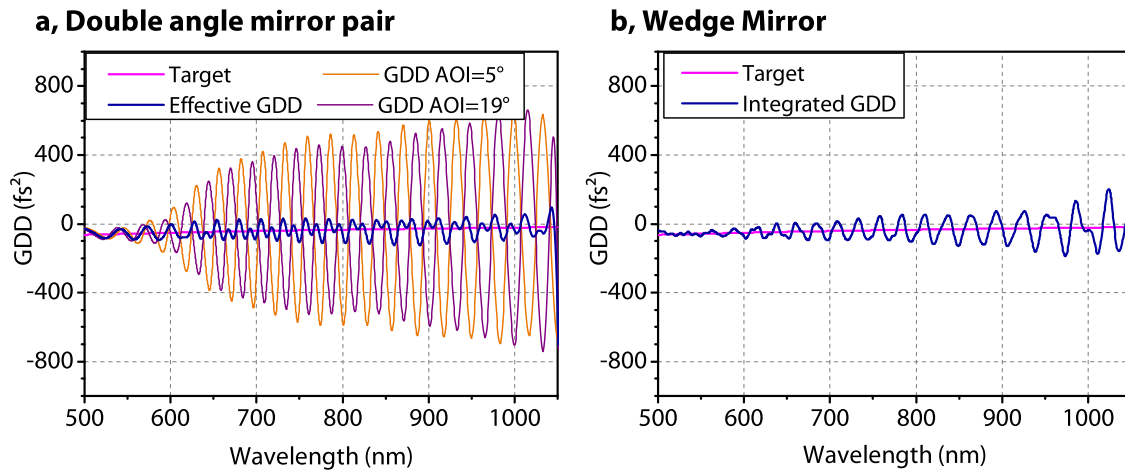 a, Double angle mirror pair
Target
GDD AOI=5°
Effective GDD
GDD AOI=19°
GDD (fs²)
800
400
0
-400
-800
500
600
700
800
900
1000
Wavelength (nm)
b, Wedge Mirror
Target
Integrated GDD
GDD (fs²)
800
400
0
-400
-800
500
600
700
800
900
1000
Wavelength (nm)